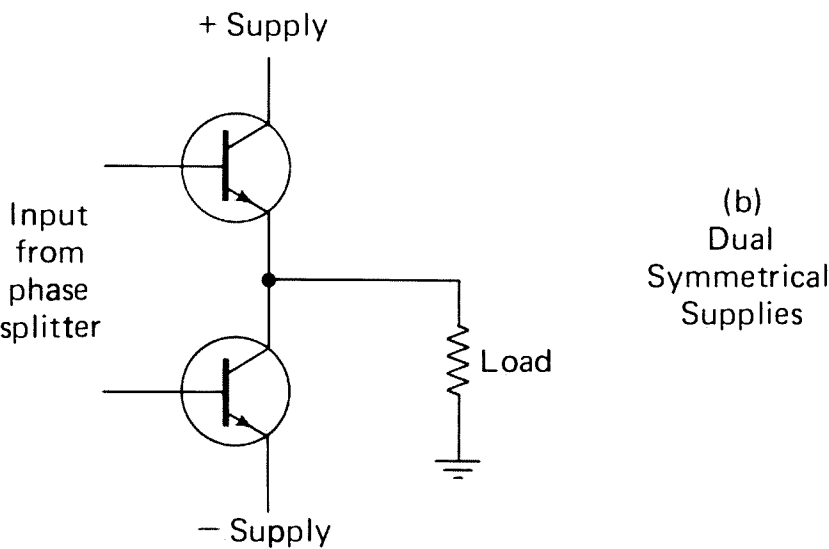 + Supply
Input
from
phase
splitter
(b)
Dual
Symmetrical
Supplies
Load
− Supply